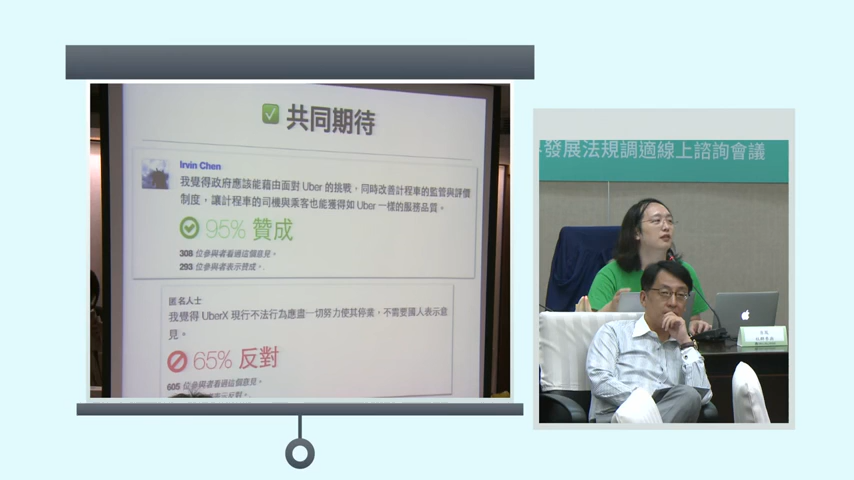 共同期待
Irvin Chen
我覺得政府應該能藉由面對 Uber 的挑戰，同時改善計程車的監管與評價
制度，讓計程車的司機與乘客也能獲得如 Uber 一樣的服務品質。
95% 贊成
308 位參與者看過這個意見。
293 位參與者表示贊成。
匿名人士
我覺得 UberX 現行不法行為應盡一切努力使其停業，不需要國人表示意
見。
65% 反對
605 位參與者看過這個意見。
發展法規調適線上諮詢會議